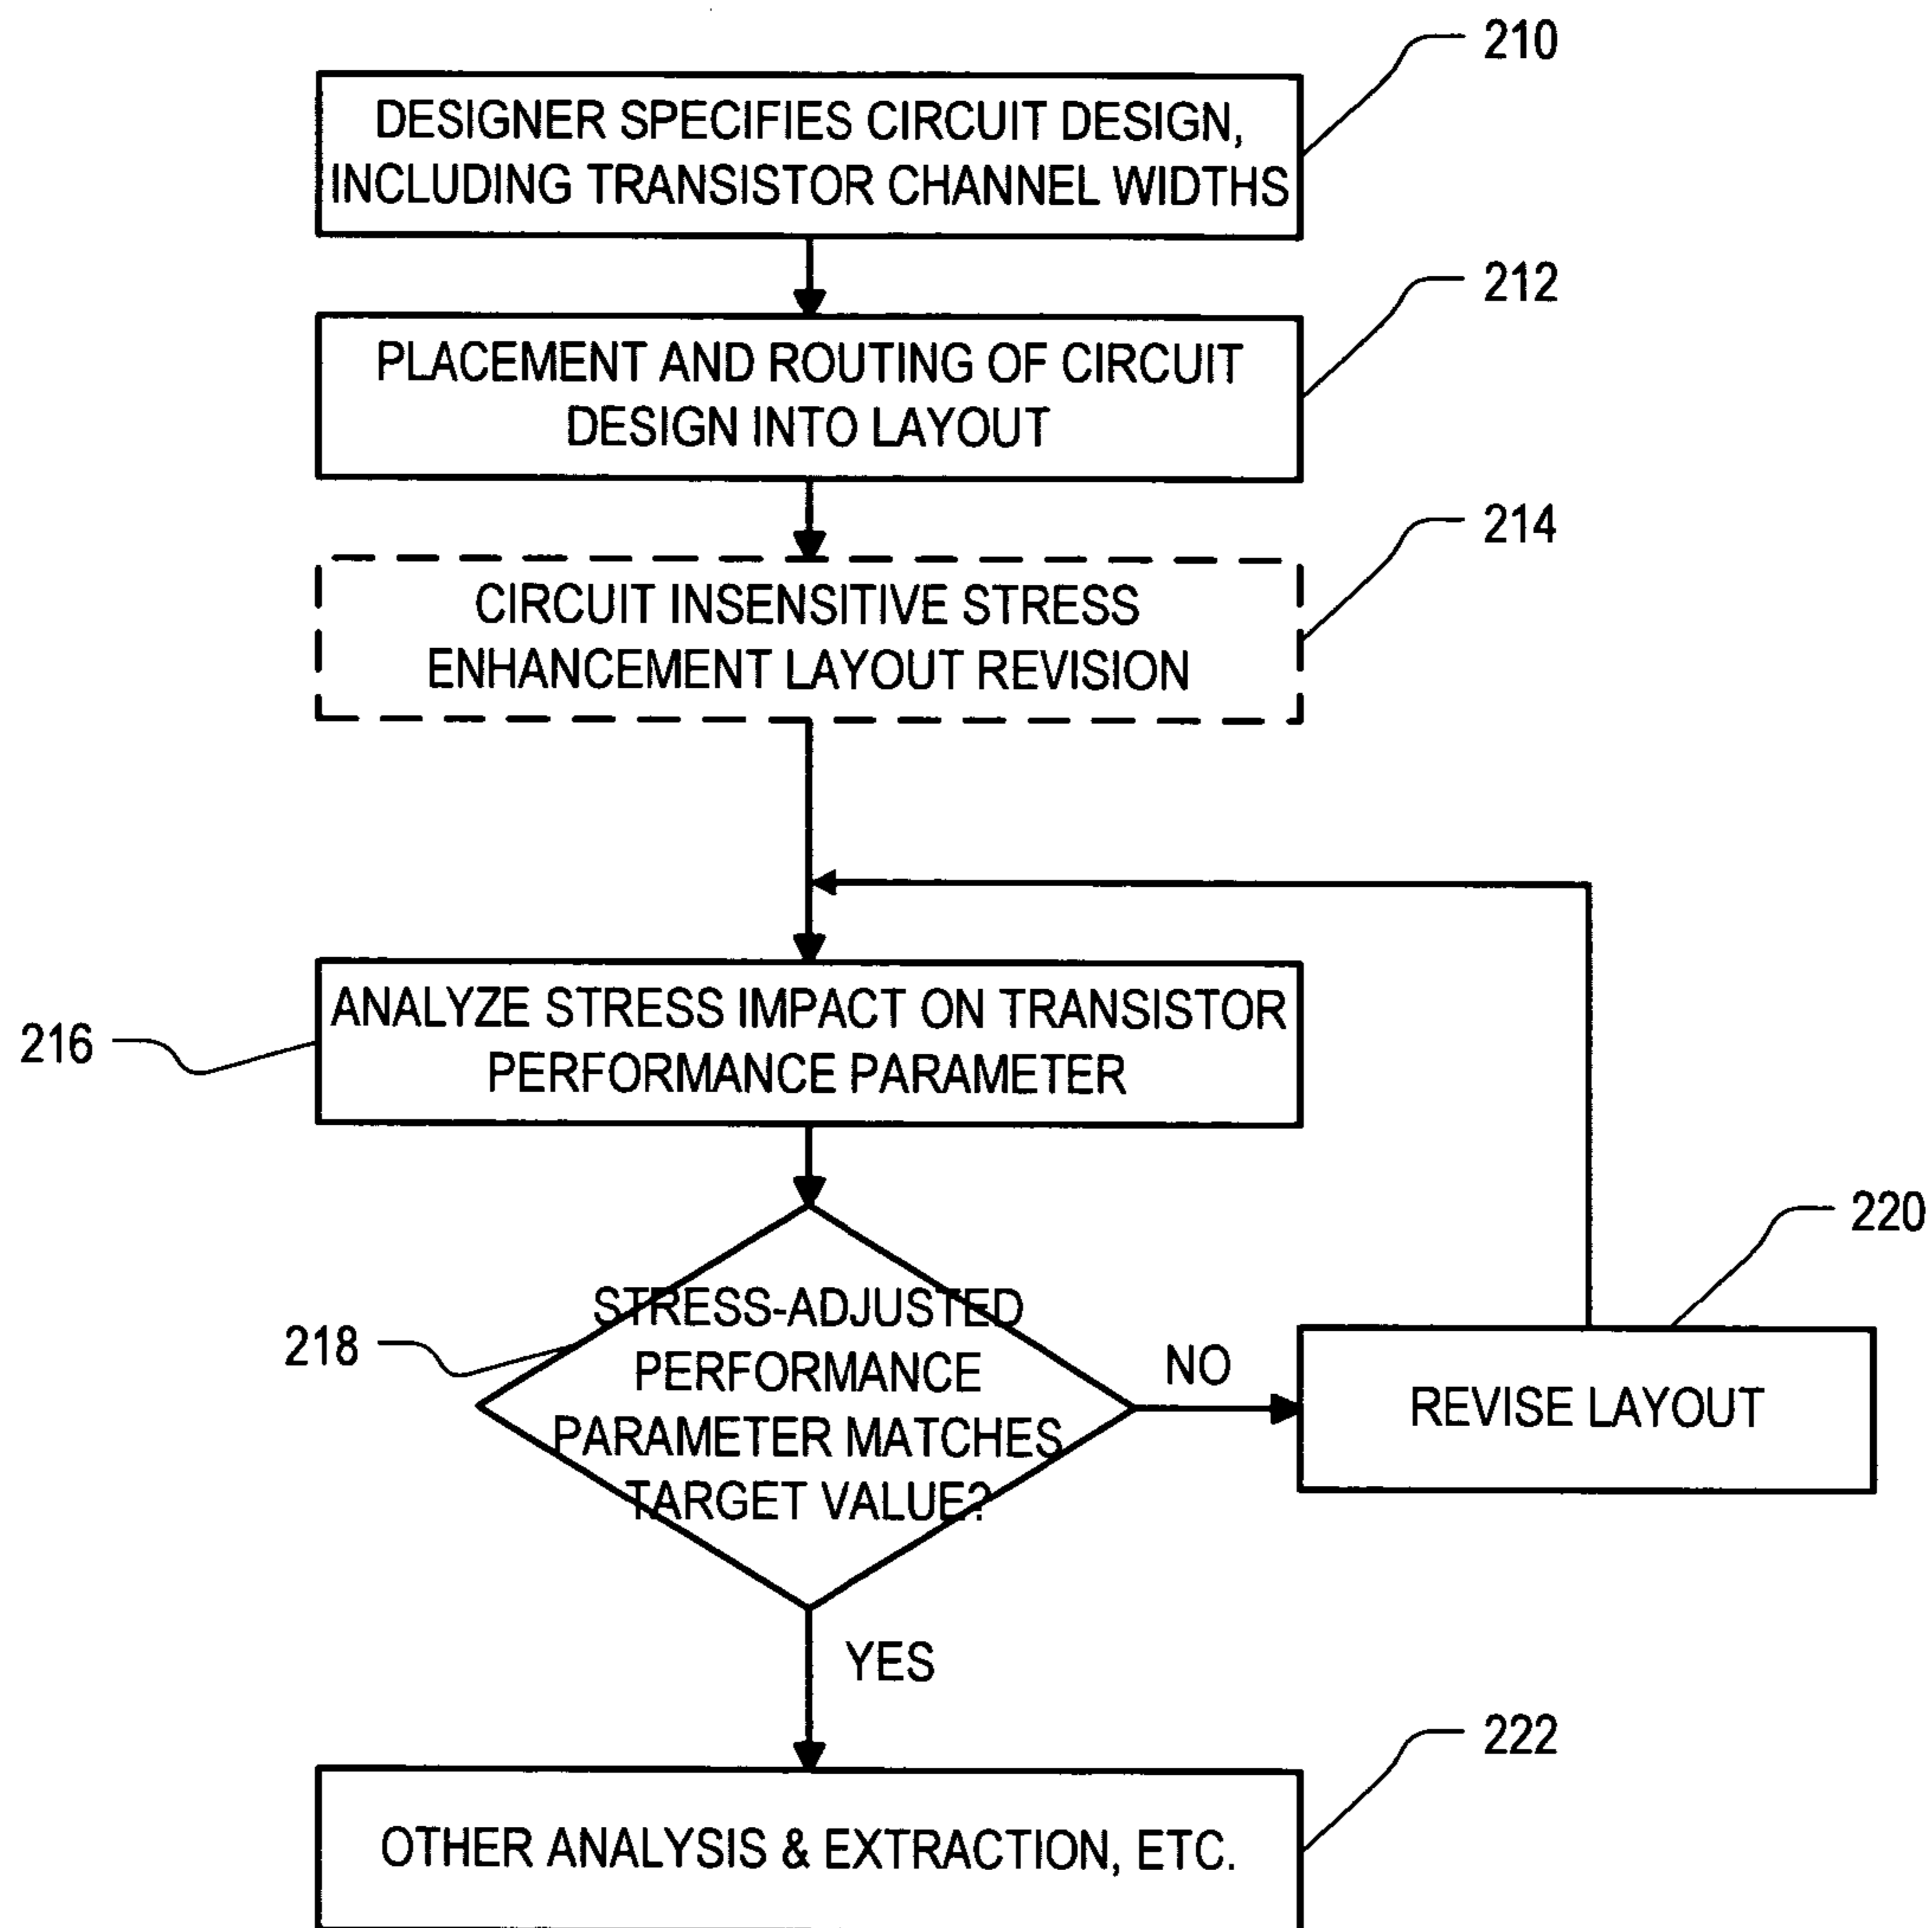 210
DESIGNER SPECIFIES CIRCUIT DESIGN,
INCLUDING TRANSISTOR CHANNEL WIDTHS
212
PLACEMENT AND ROUTING OF CIRCUIT
DESIGN INTO LAYOUT
214
CIRCUIT INSENSITIVE STRESS
ENHANCEMENT LAYOUT REVISION
216
ANALYZE STRESS IMPACT ON TRANSISTOR
PERFORMANCE PARAMETER
218
STRESS-ADJUSTED
PERFORMANCE
PARAMETER MATCHES
TARGET VALUE?
NO
220
REVISE LAYOUT
YES
222
OTHER ANALYSIS & EXTRACTION, ETC.